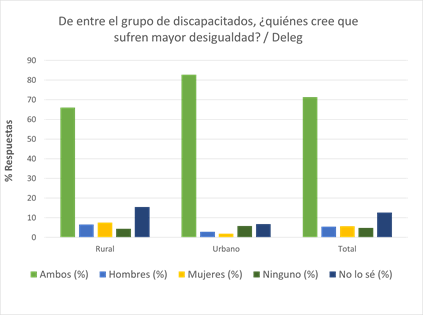 De entre el grupo de discapacitados, ¿quiénes cree que
sufren mayor desigualdad? / Deleg
% Respuestas
90
80
70
60
50
40
30
20
10
0
Rural Urbano Total
Ambos (%) Hombres (%) Mujeres (%) Ninguno (%) No lo sé (%)